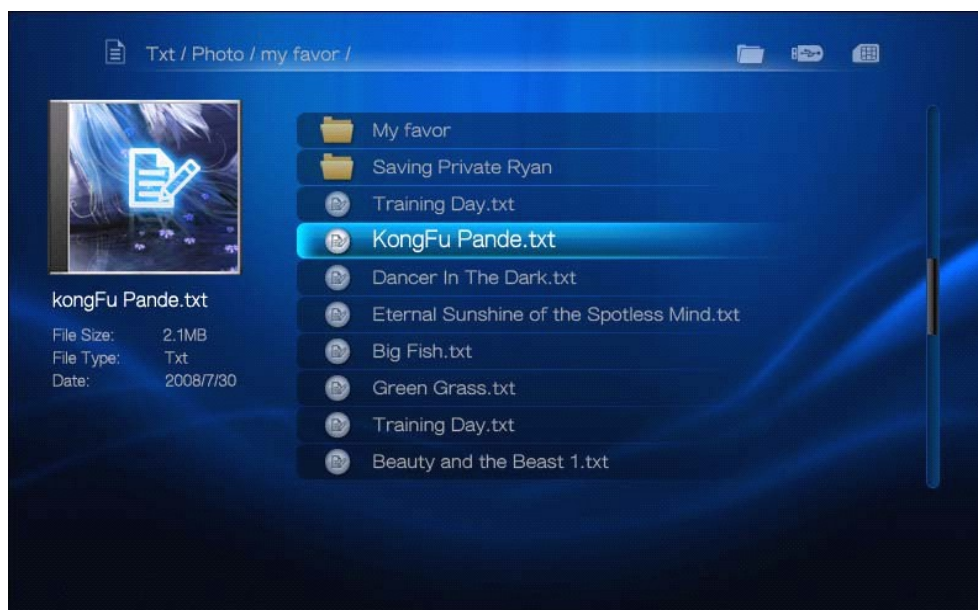 Txt / Photo / my favor /
My favor
Saving Private Ryan
Training Day.txt
KongFu Pande.txt
Dancer In The Dark.txt
Eternal Sunshine of the Spotless Mind.txt
Big Fish.txt
Green Grass.txt
Training Day.txt
Beauty and the Beast 1.txt
kongFu Pande.txt
File Size: 2.1MB
File Type: Txt
Date: 2008/7/30